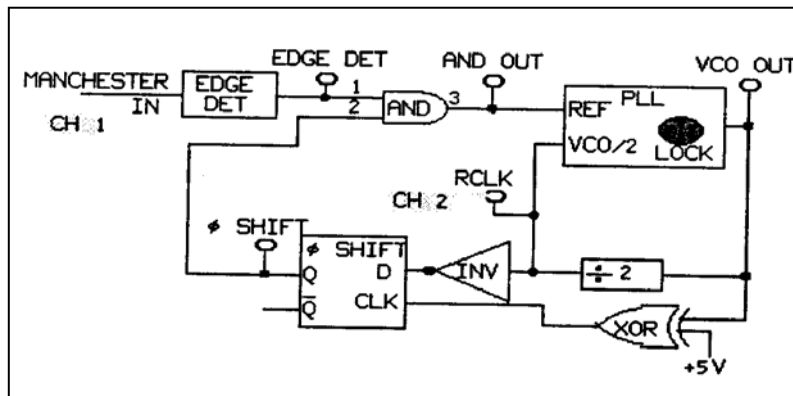 EDGE DET
AND OUT
VCO OUT
MANCHESTER
IN
EDGE
DET
1
2
AND
3
PLL
REF
VCO/2
LOCK
CH 1
RCLK
CH 2
ϕ SHIFT
ϕ SHIFT
D
Q
CLK
Q̅
INV
÷ 2
XOR
+5V